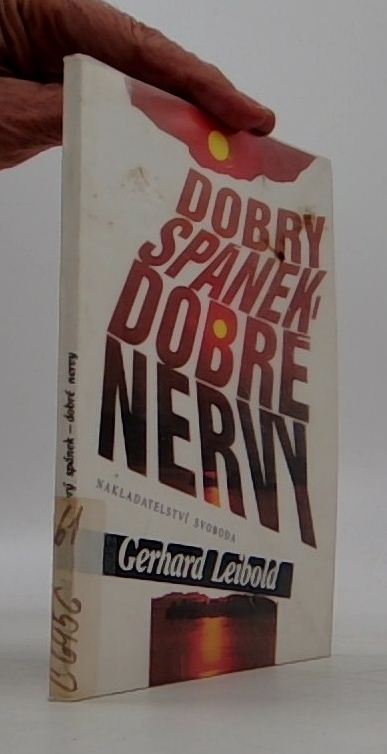 DOBRÝ
SPÁNEK-
DOBRÉ
NERVY
NAKLADATELSTVÍ SVOBODA
Gerhard Leibold
spánek – dobré nervy